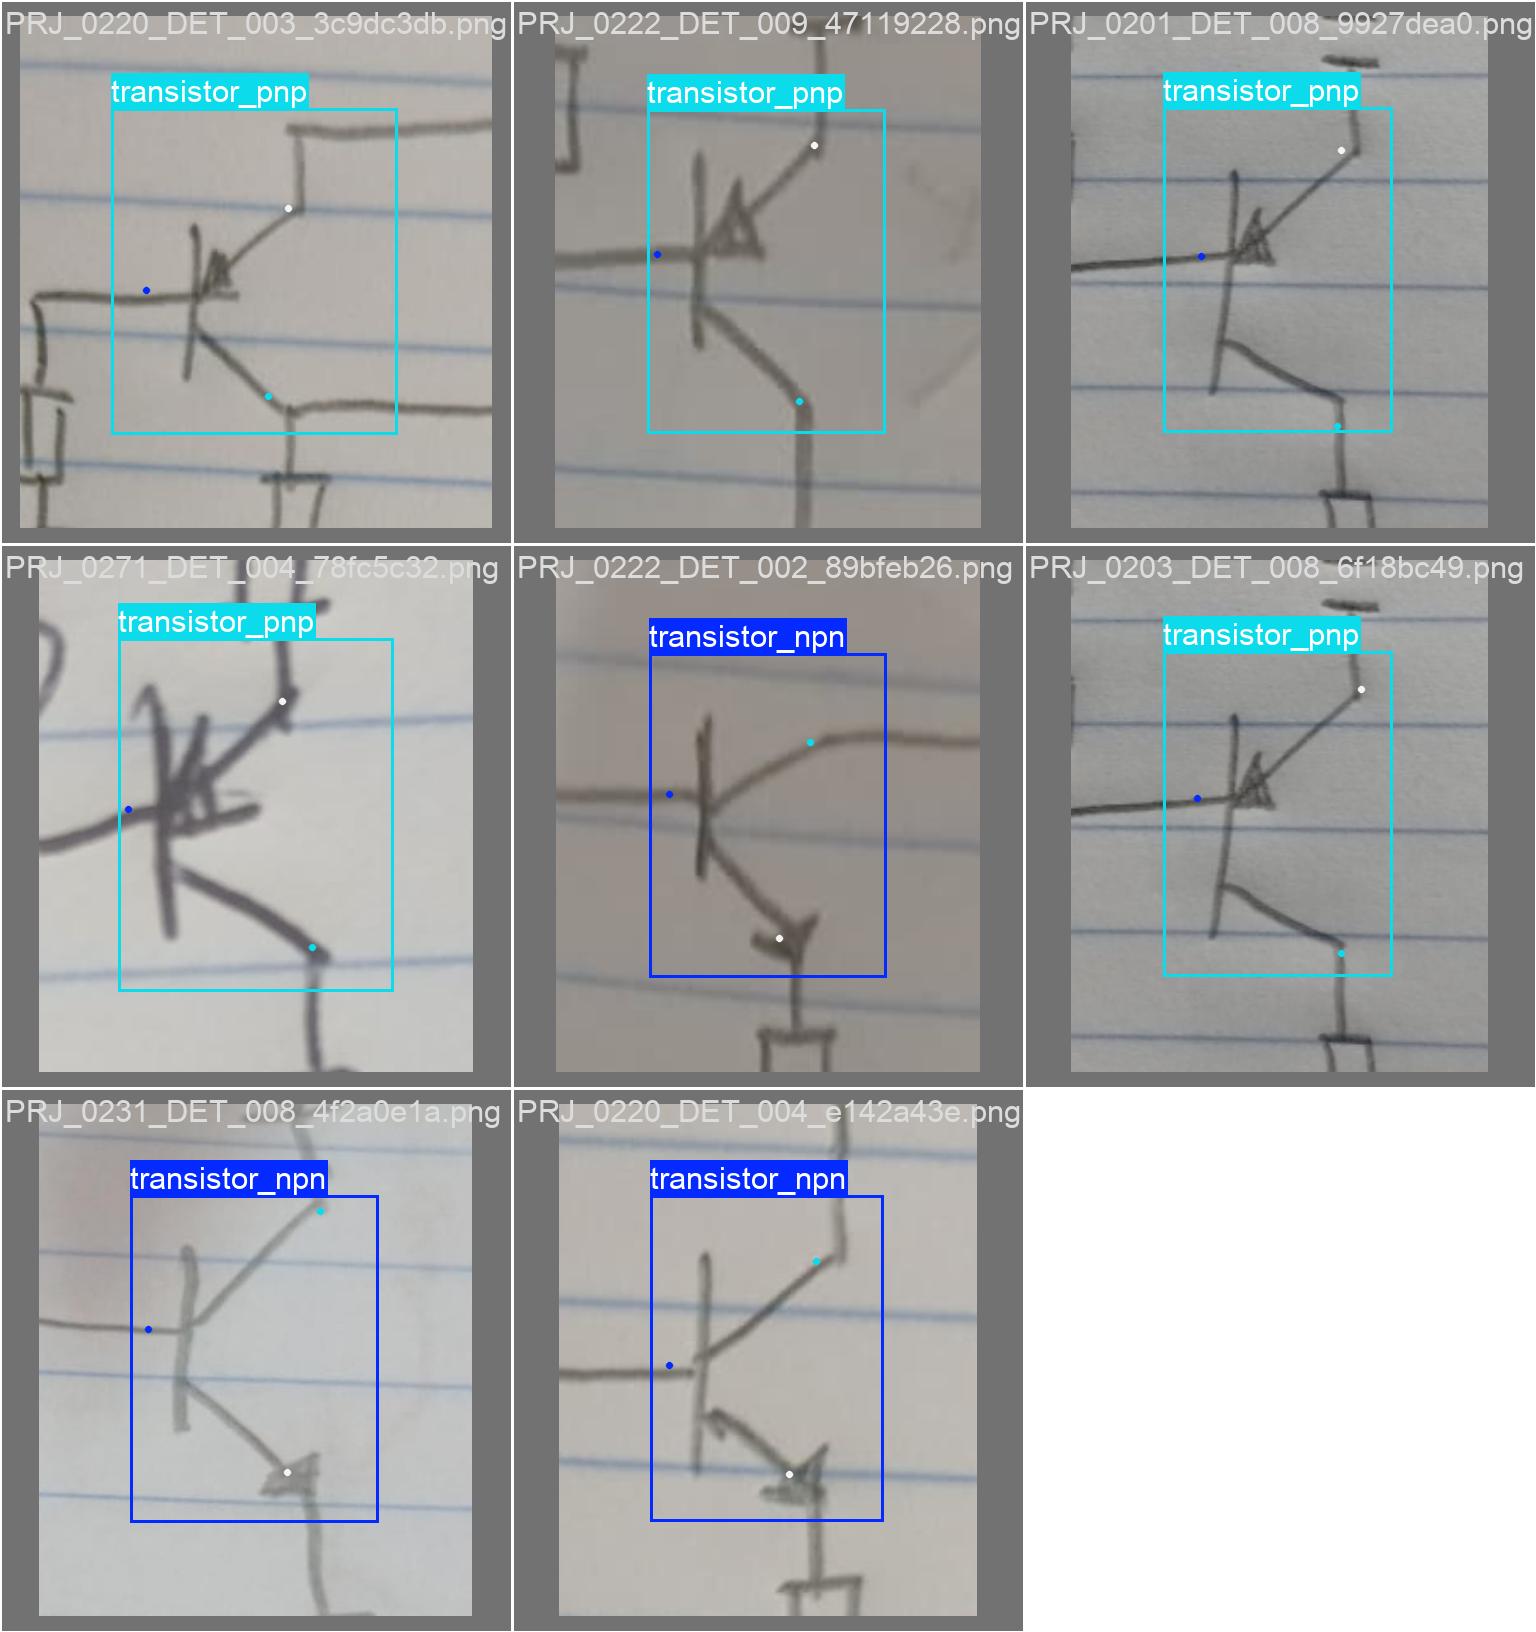 PRJ_0220_DET_003_3c9dc3db.png
PRJ_0222_DET_009_47119228.png
PRJ_0201_DET_008_9927dea0.png
transistor_pnp
transistor_pnp
transistor_pnp
PRJ_0271_DET_004_78fc5c32.png
PRJ_0222_DET_002_89bfeb26.png
PRJ_0203_DET_008_6f18bc49.png
transistor_pnp
transistor_npn
transistor_pnp
PRJ_0231_DET_008_4f2a0e1a.png
PRJ_0220_DET_004_e142a43e.png
transistor_npn
transistor_npn